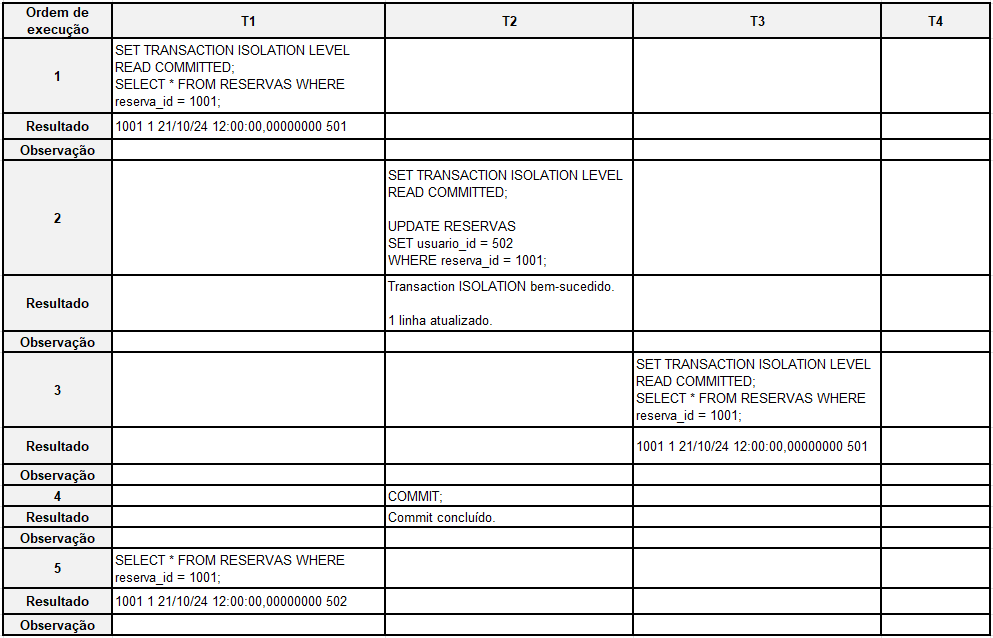 Ordem de
execução
T1
T2
T3
T4
1
SET TRANSACTION ISOLATION LEVEL
READ COMMITTED;
SELECT * FROM RESERVAS WHERE
reserva_id = 1001;
Resultado
1001 1 21/10/24 12:00:00,00000000 501
Observação
2
SET TRANSACTION ISOLATION LEVEL
READ COMMITTED;
UPDATE RESERVAS
SET usuario_id = 502
WHERE reserva_id = 1001;
Resultado
Transaction ISOLATION bem-sucedido.
1 linha atualizado.
Observação
3
SET TRANSACTION ISOLATION LEVEL
READ COMMITTED;
SELECT * FROM RESERVAS WHERE
reserva_id = 1001;
Resultado
1001 1 21/10/24 12:00:00,00000000 501
Observação
4
COMMIT;
Resultado
Commit concluído.
Observação
5
SELECT * FROM RESERVAS WHERE
reserva_id = 1001;
Resultado
1001 1 21/10/24 12:00:00,00000000 502
Observação